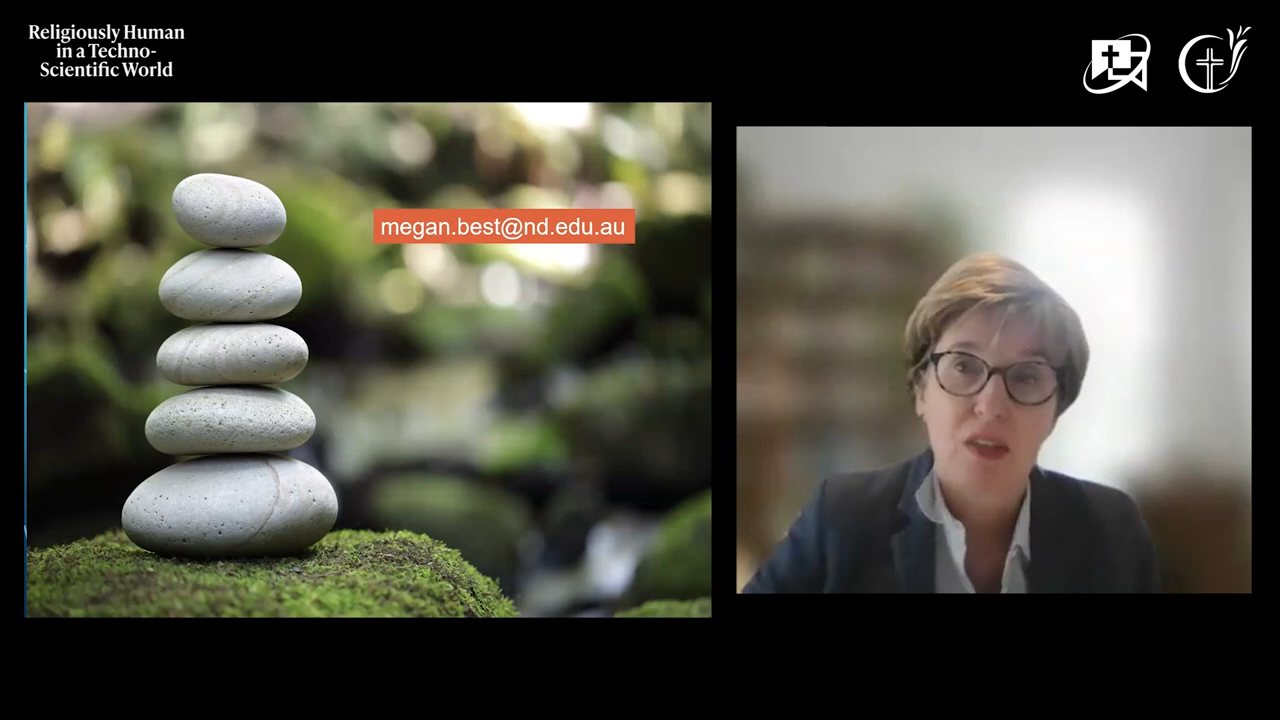 Religiously Human
in a Techno-
Scientific World
megan.best@nd.edu.au